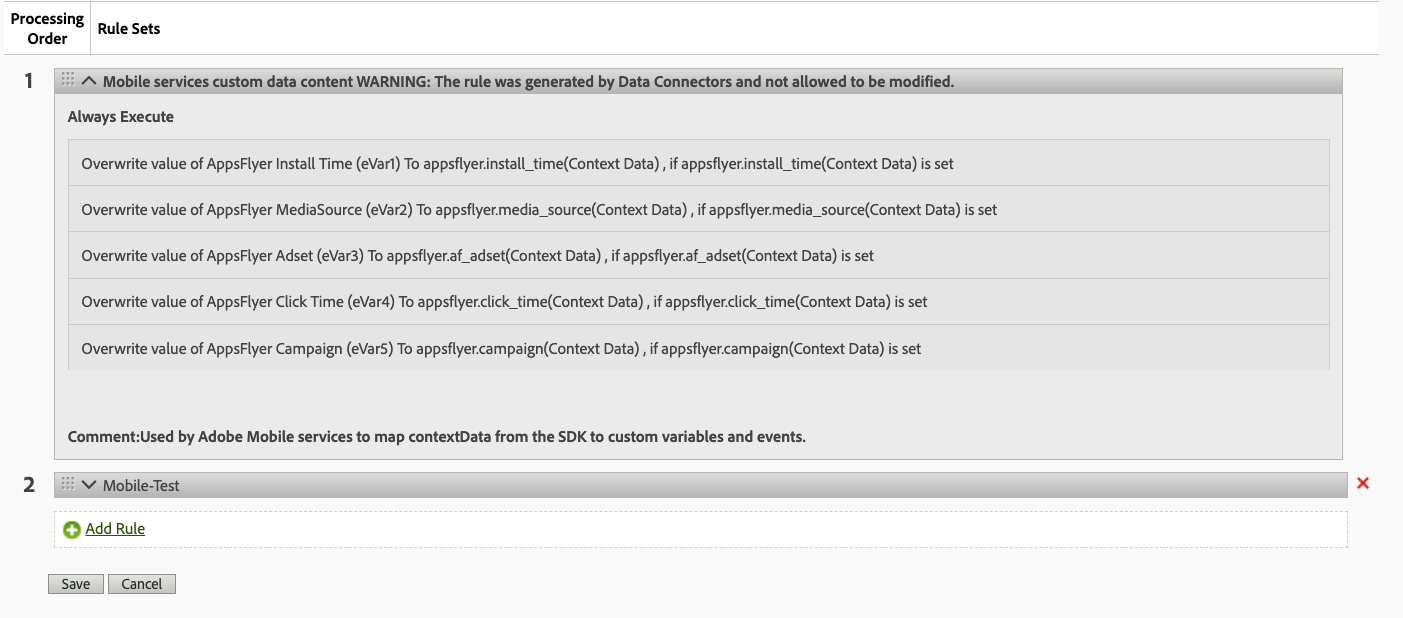 Processing
Order
Rule Sets
1
Mobile services custom data content WARNING: The rule was generated by Data Connectors and not allowed to be modified.
Always Execute
Overwrite value of AppsFlyer Install Time (eVar1) To appsflyer.install_time(Context Data) , if appsflyer.install_time(Context Data) is set
Overwrite value of AppsFlyer MediaSource (eVar2) To appsflyer.media_source(Context Data) , if appsflyer.media_source(Context Data) is set
Overwrite value of AppsFlyer Adset (eVar3) To appsflyer.af_adset(Context Data) , if appsflyer.af_adset(Context Data) is set
Overwrite value of AppsFlyer Click Time (eVar4) To appsflyer.click_time(Context Data) , if appsflyer.click_time(Context Data) is set
Overwrite value of AppsFlyer Campaign (eVar5) To appsflyer.campaign(Context Data) , if appsflyer.campaign(Context Data) is set
Comment:Used by Adobe Mobile services to map contextData from the SDK to custom variables and events.
2
Mobile-Test
Add Rule
Save
Cancel